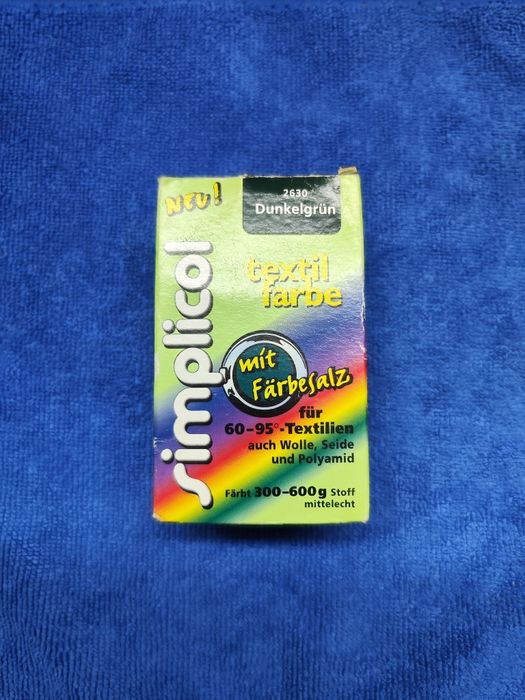 NEU!
2630
Dunkelgrün
simplicol
textil
farbe
mit
Färbesalz
für
60-95°-Textilien
auch Wolle, Seide
und Polyamid
Färbt 300-600g Stoff
mittelecht